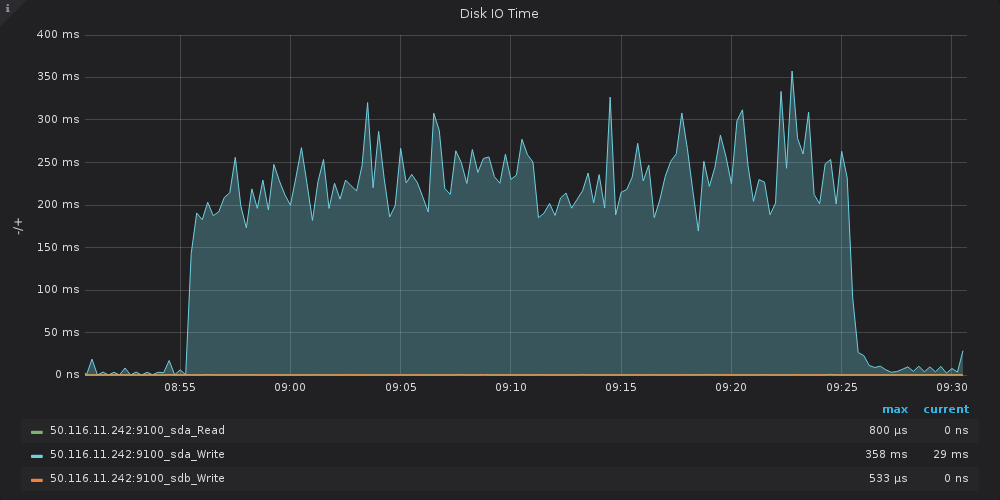 i
Disk IO Time
400 ms
350 ms
300 ms
250 ms
200 ms
150 ms
100 ms
50 ms
0 ns
-/+
08:55 09:00 09:05 09:10 09:15 09:20 09:25 09:30
max current
50.116.11.242:9100_sda_Read 800 µs 0 ns
50.116.11.242:9100_sda_Write 358 ms 29 ms
50.116.11.242:9100_sdb_Write 533 µs 0 ns